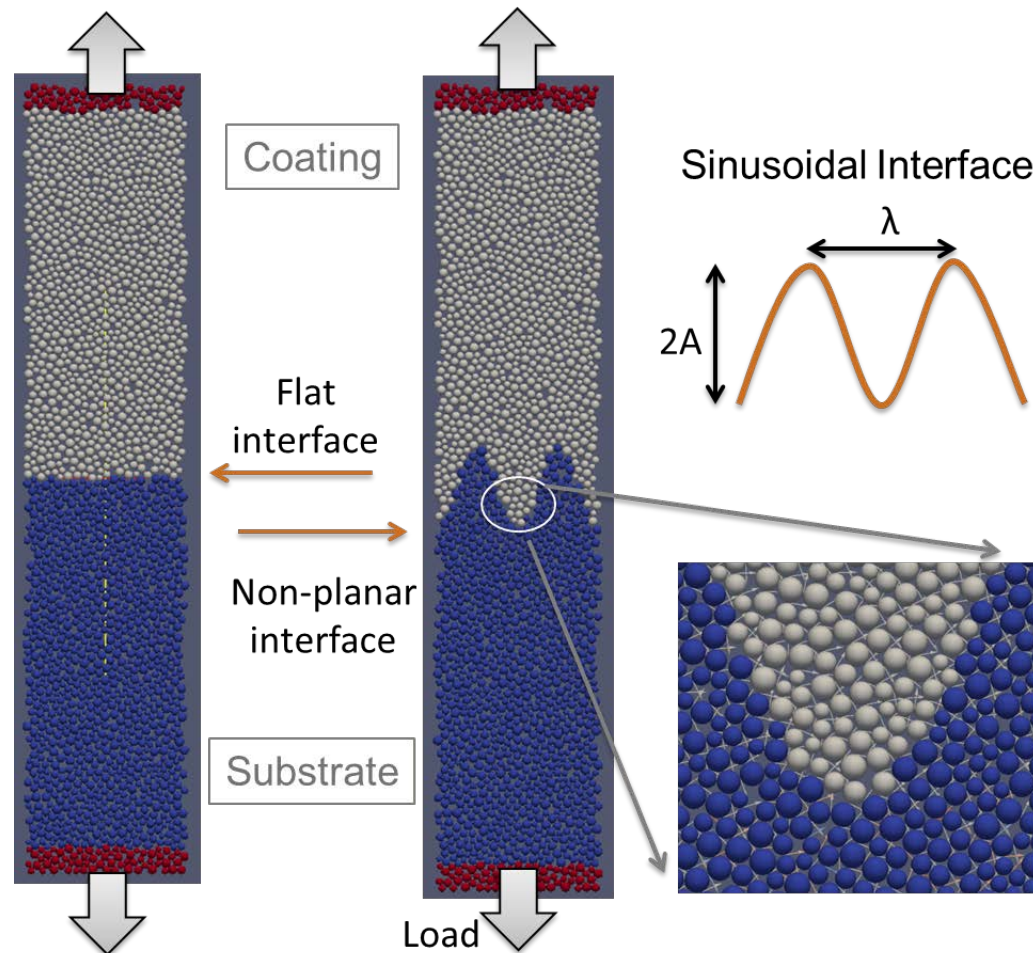 Coating
Sinusoidal Interface
λ
2A
Flat
interface
Non-planar
interface
Substrate
Load